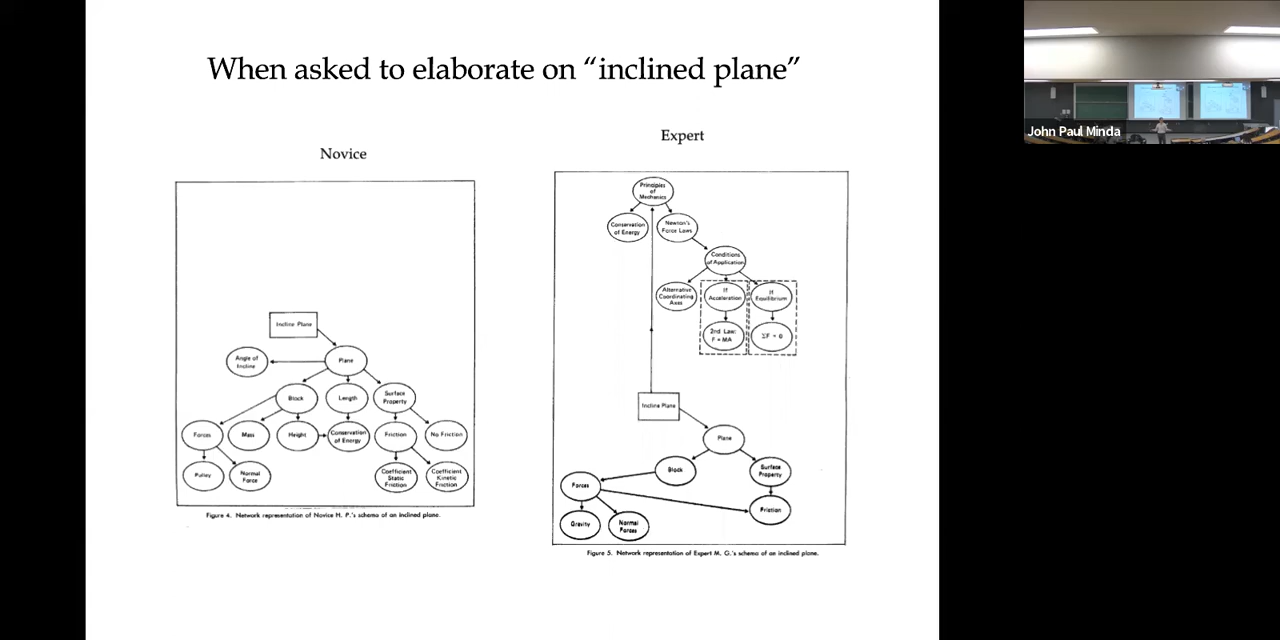 When asked to elaborate on “inclined plane”
Novice
Expert
John Paul Minda
Incline Plane
Angle of
Incline
Plane
Block
Length
Surface
Property
Forces
Mass
Height
Conservation
of Energy
Friction
No Friction
Pulley
Normal
Force
Coefficient
Static
Friction
Coefficient
Kinetic
Friction
Figure 4. Network representation of Novice H. P.'s schema of an inclined plane.
Principles
of
Mechanics
Conservation
of Energy
Newton's
Force Laws
Conditions
of Application
Alternative
Coordinating
Axes
If
Acceleration
If
Equilibrium
2nd Law:
F = MA
ΣF = 0
Incline Plane
Plane
Block
Surface
Property
Forces
Friction
Gravity
Normal
Forces
Figure 5. Network representation of Expert M. G.'s schema of an inclined plane.